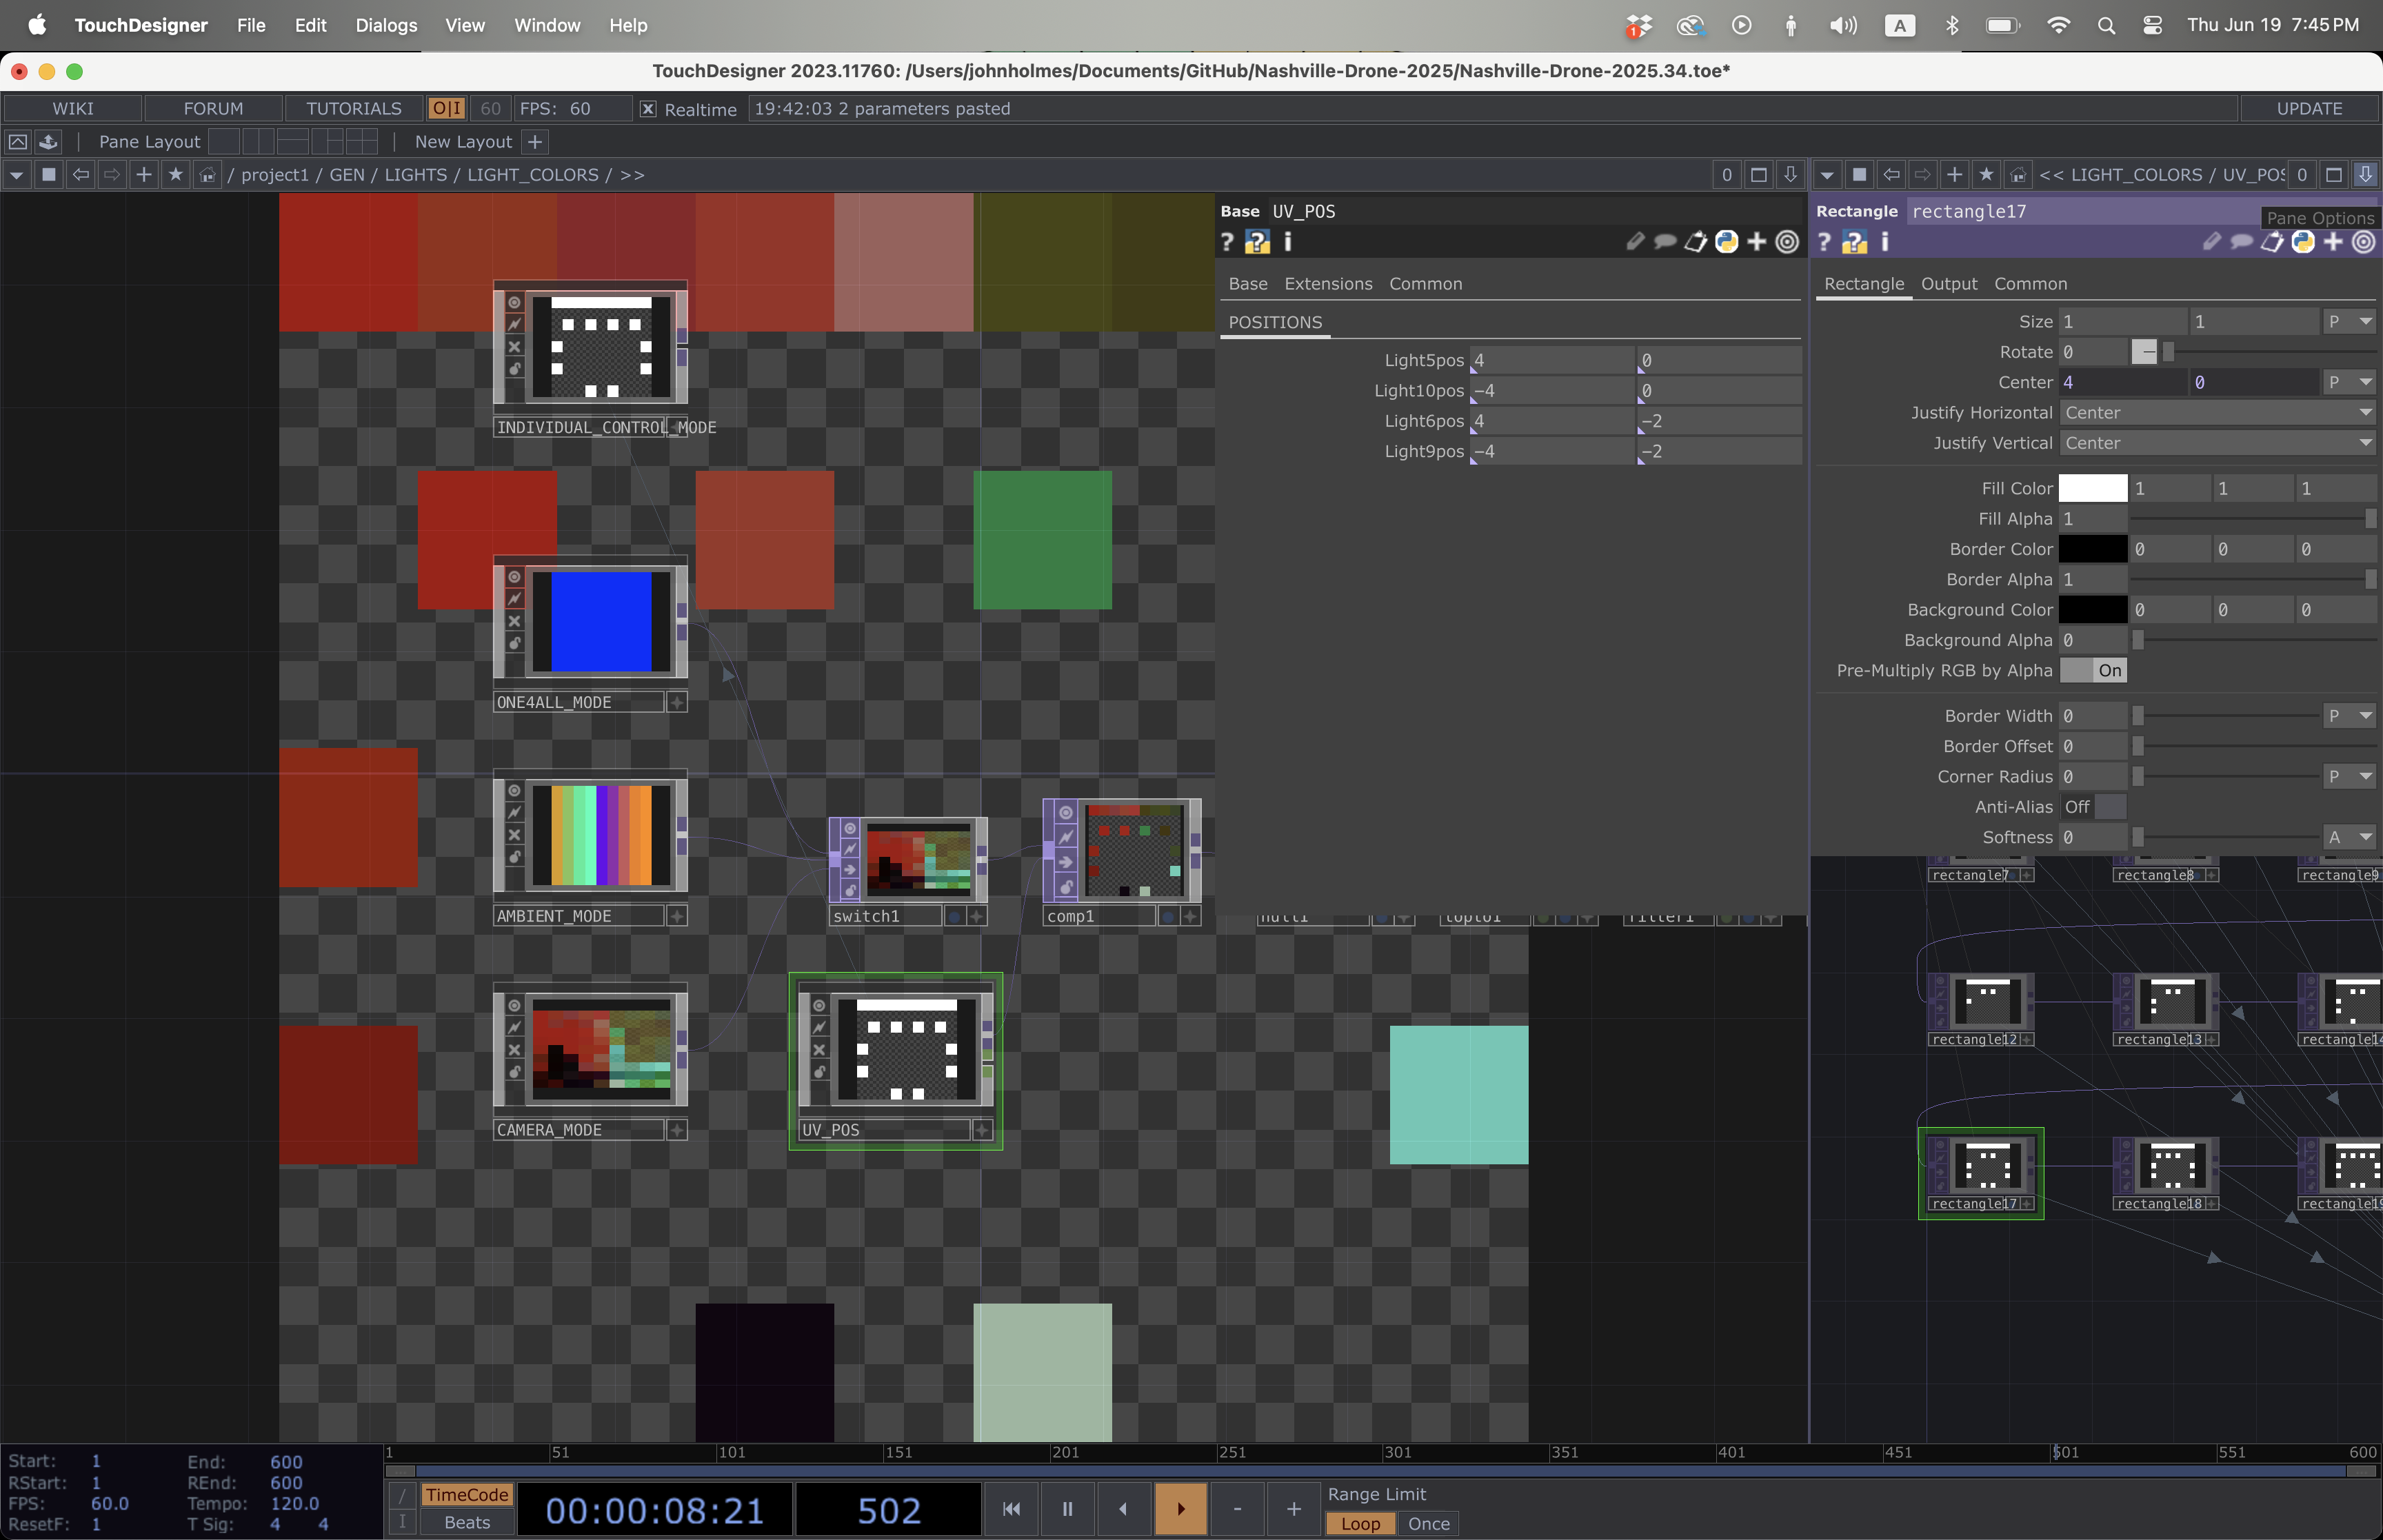 TouchDesigner File Edit Dialogs View Window Help
1 A Thu Jun 19 7:45 PM
TouchDesigner 2023.11760: /Users/johnholmes/Documents/GitHub/Nashville-Drone-2025/Nashville-Drone-2025.34.toe*
WIKI FORUM TUTORIALS O|I 60 FPS: 60 Realtime 19:42:03 2 parameters pasted UPDATE
Pane Layout New Layout
/ project1 / GEN / LIGHTS / LIGHT_COLORS / >> 0
<< LIGHT_COLORS / UV_POS 0
Base UV_POS
Base Extensions Common
POSITIONS
Light5pos 4 0
Light10pos -4 0
Light6pos 4 -2
Light9pos -4 -2
Rectangle rectangle17
Pane Options
Rectangle Output Common
Size 1 1 P
Rotate 0
Center 4 0 P
Justify Horizontal Center
Justify Vertical Center
Fill Color 1 1 1
Fill Alpha 1
Border Color 0 0 0
Border Alpha 1
Background Color 0 0 0
Background Alpha 0
Pre-Multiply RGB by Alpha On
Border Width 0 P
Border Offset 0
Corner Radius 0 P
Anti-Alias Off
Softness 0 A
INDIVIDUAL_CONTROL_MODE
ONE4ALL_MODE
AMBIENT_MODE
switch1
comp1
null1
CAMERA_MODE
UV_POS
rectangle7 rectangle8 rectangle9
rectangle12 rectangle13
rectangle17 rectangle18
1 51 101 151 201 251 301 351 401 451 501 551 600
Start: 1 End: 600
RStart: 1 REnd: 600
FPS: 60.0 Tempo: 120.0
ResetF: 1 T Sig: 4 4
/ TimeCode
I Beats
00:00:08:21 502
- +
Range Limit
Loop Once